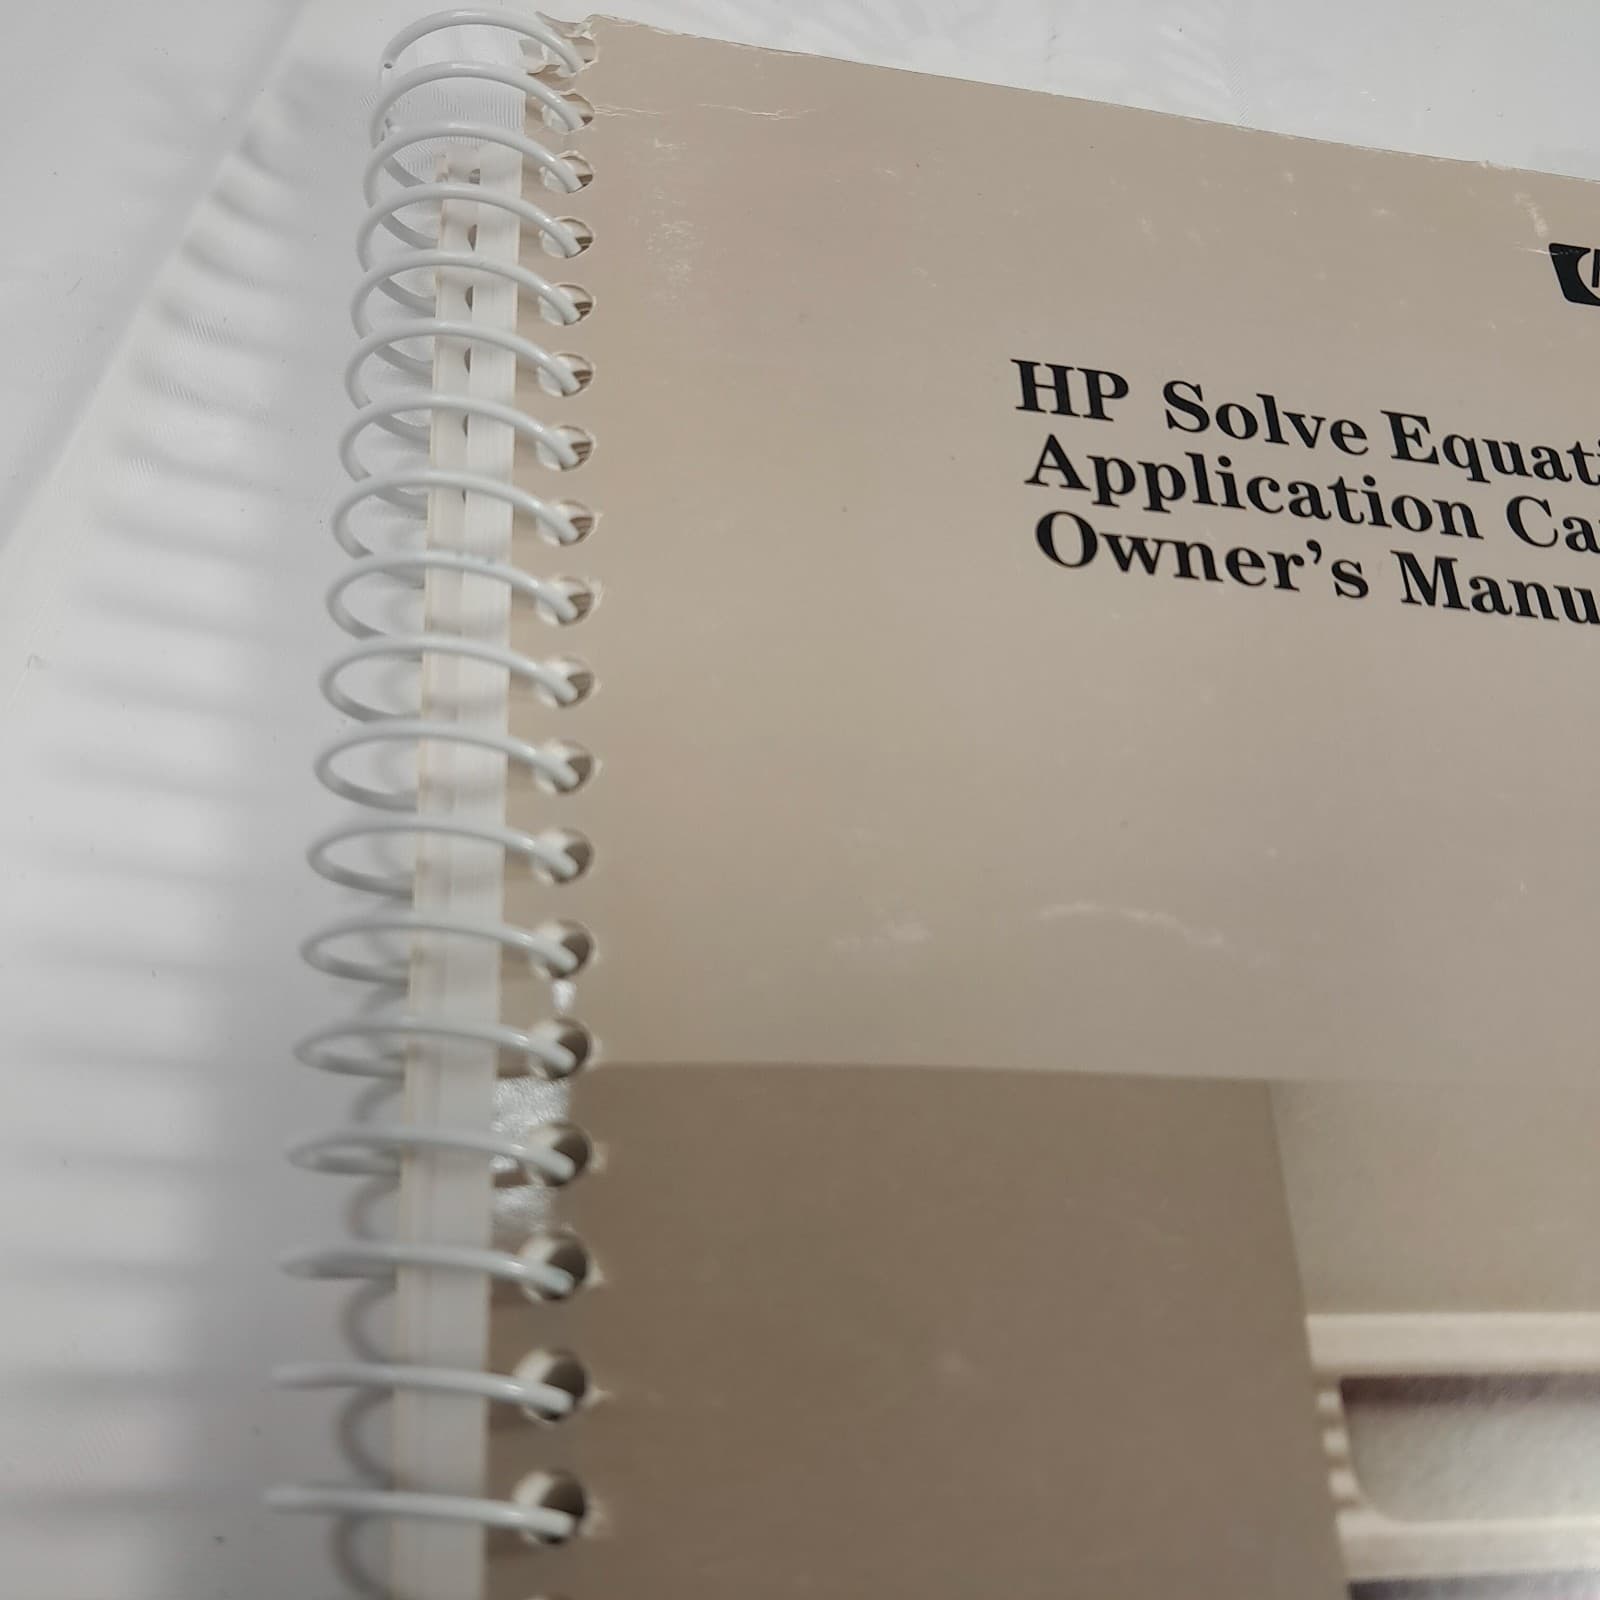 HP Solve Equati
Application Ca
Owner's Manu